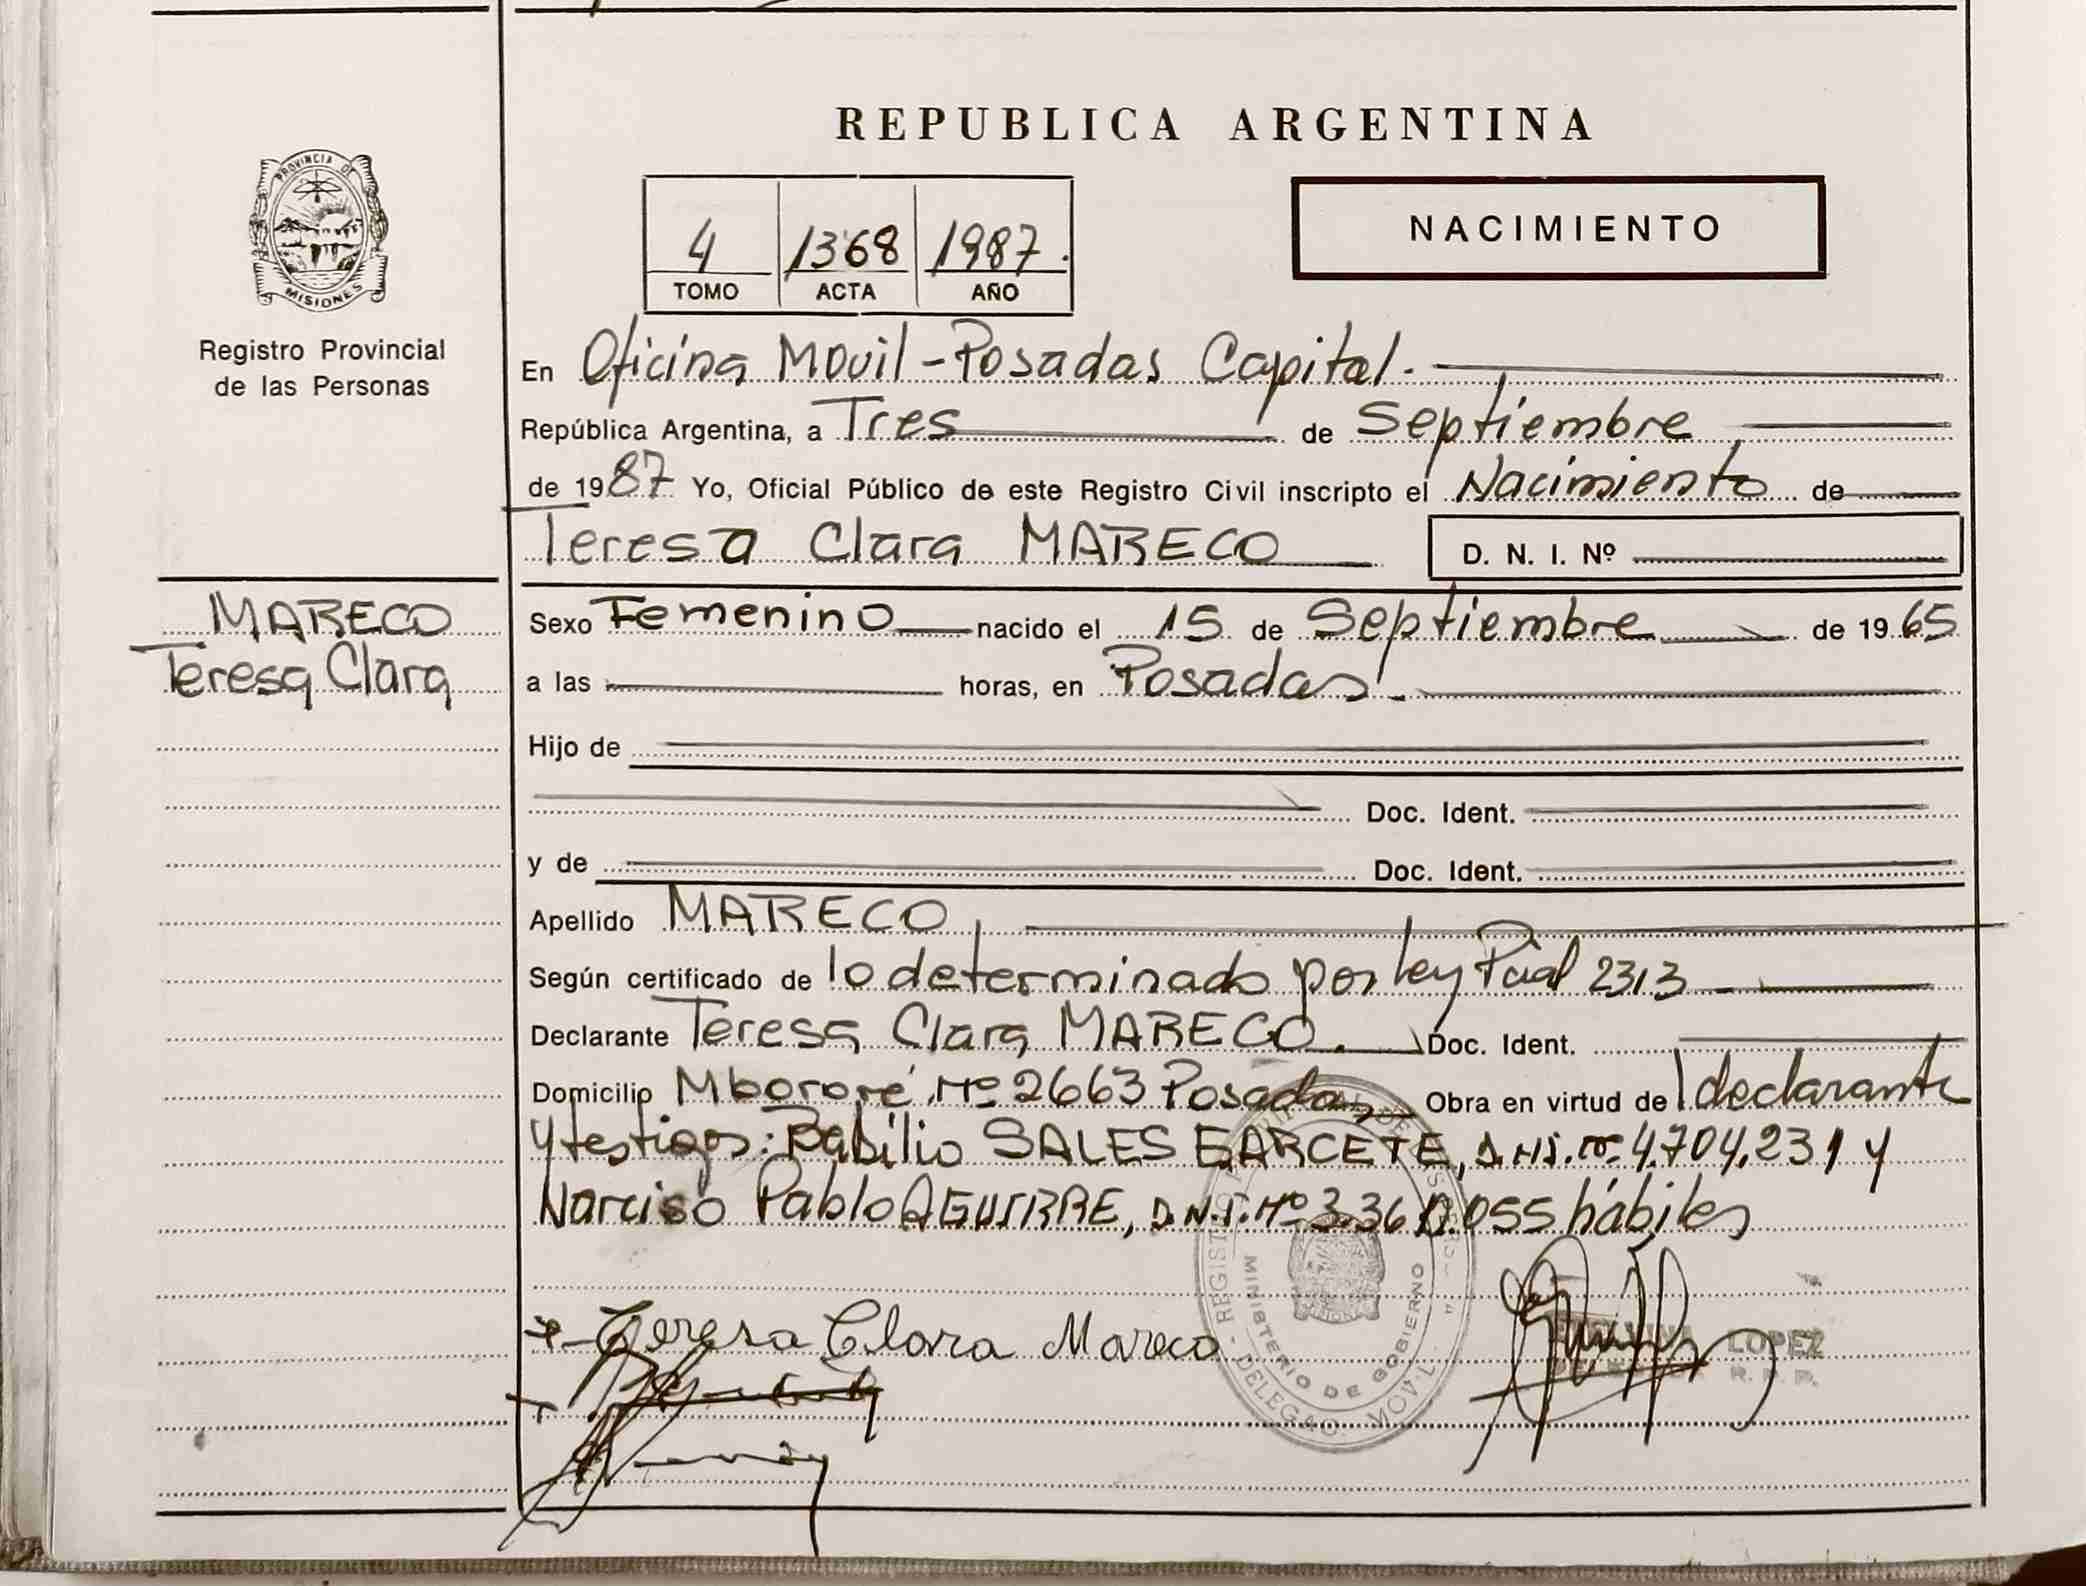 REPUBLICA ARGENTINA
PROVINCIA DE
MISIONES
Registro Provincial
de las Personas
4 1368 1987.
TOMO ACTA AÑO
NACIMIENTO
En Oficina Movil - Posadas Capital.
República Argentina, a Tres de Septiembre
de 1987 Yo, Oficial Público de este Registro Civil inscripto el Nacimiento de
Teresa Clara MARECO D. N. I. Nº
MARECO
Teresa Clara
Sexo Femenino nacido el 15 de Septiembre de 1965
a las horas, en Posadas
Hijo de
Doc. Ident.
y de Doc. Ident.
Apellido MARECO
Según certificado de lo determinado por ley Pcial 2313
Declarante Teresa Clara MARECO. Doc. Ident.
Domicilio Mbororé Nº 2663 Posadas Obra en virtud de l declarante
y testigos: Babilio SALES GARCETE, D.N.I. nº 4.704.231 y
Narciso Pablo AGUIRRE, D.N.I. Nº 3.36 055 hábiles
Teresa Clara Mareco
MINISTERIO DE GOBIERNO
LOPEZ
R. P. P.